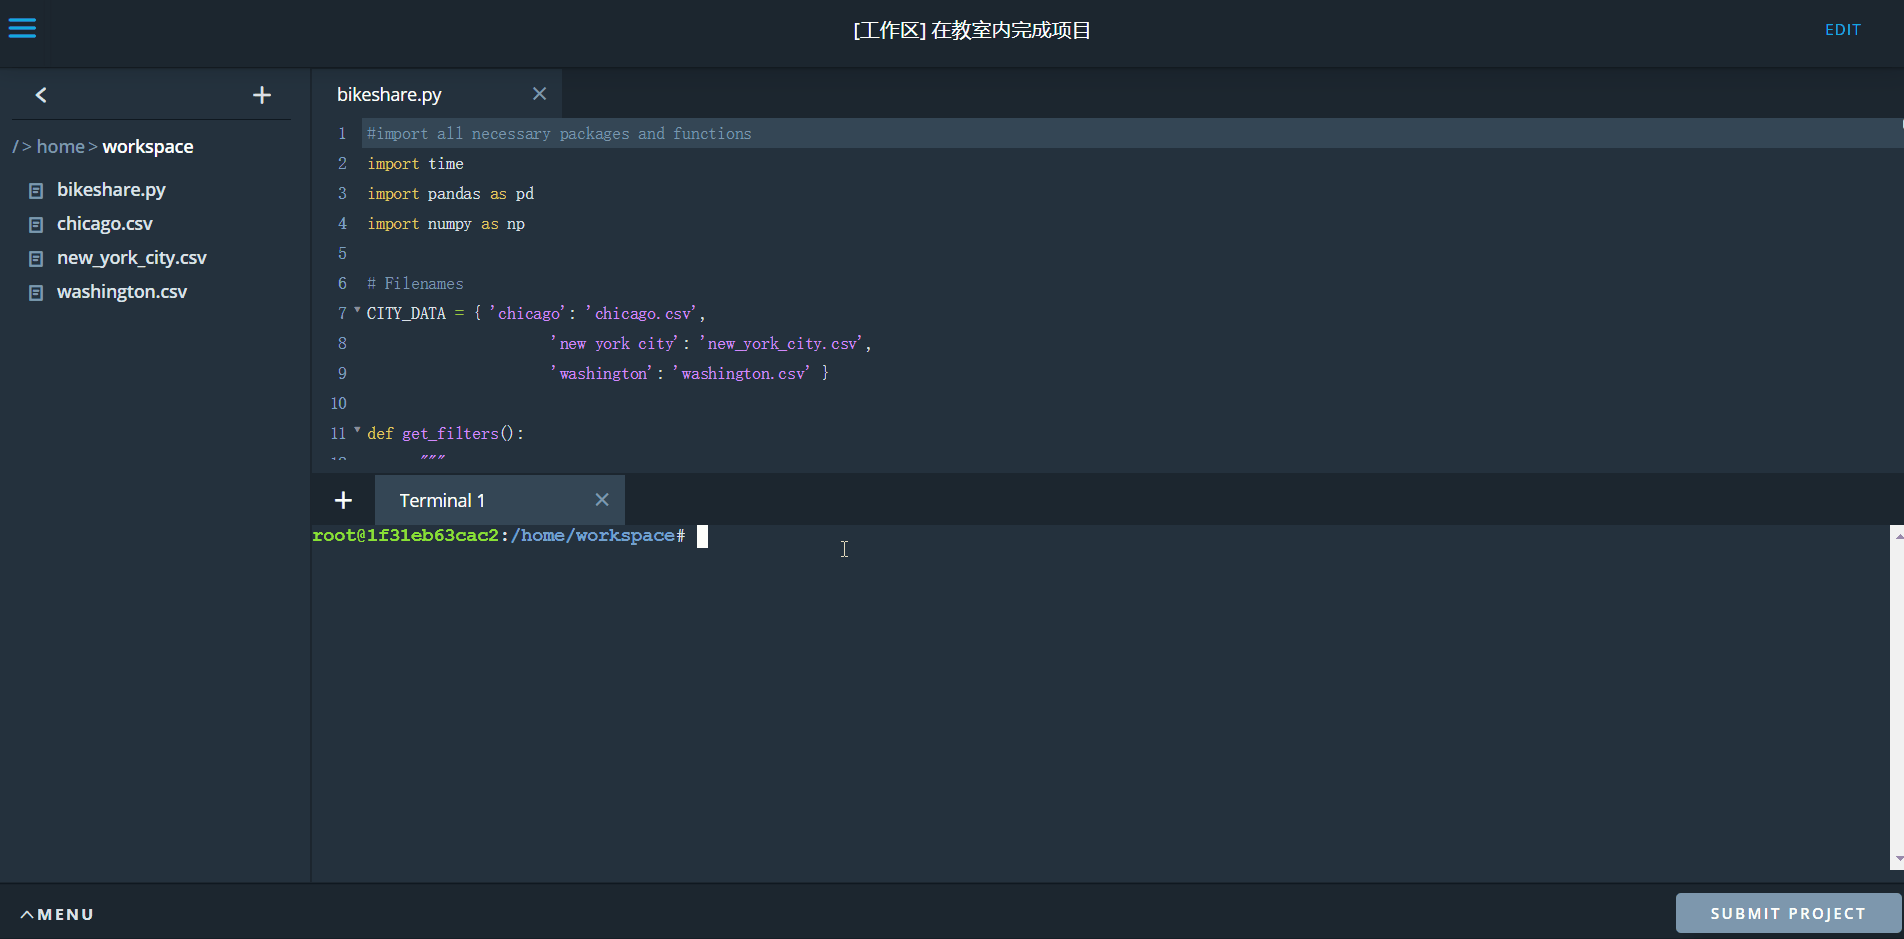 [工作区] 在教室内完成项目
EDIT
/ > home > workspace
bikeshare.py
chicago.csv
new_york_city.csv
washington.csv
bikeshare.py
1 #import all necessary packages and functions
2 import time
3 import pandas as pd
4 import numpy as np
5
6 # Filenames
7 CITY_DATA = { 'chicago': 'chicago.csv',
8 'new york city': 'new_york_city.csv',
9 'washington': 'washington.csv' }
10
11 def get_filters():
"""
Terminal 1
root@1f31eb63cac2:/home/workspace#
MENU
SUBMIT PROJECT